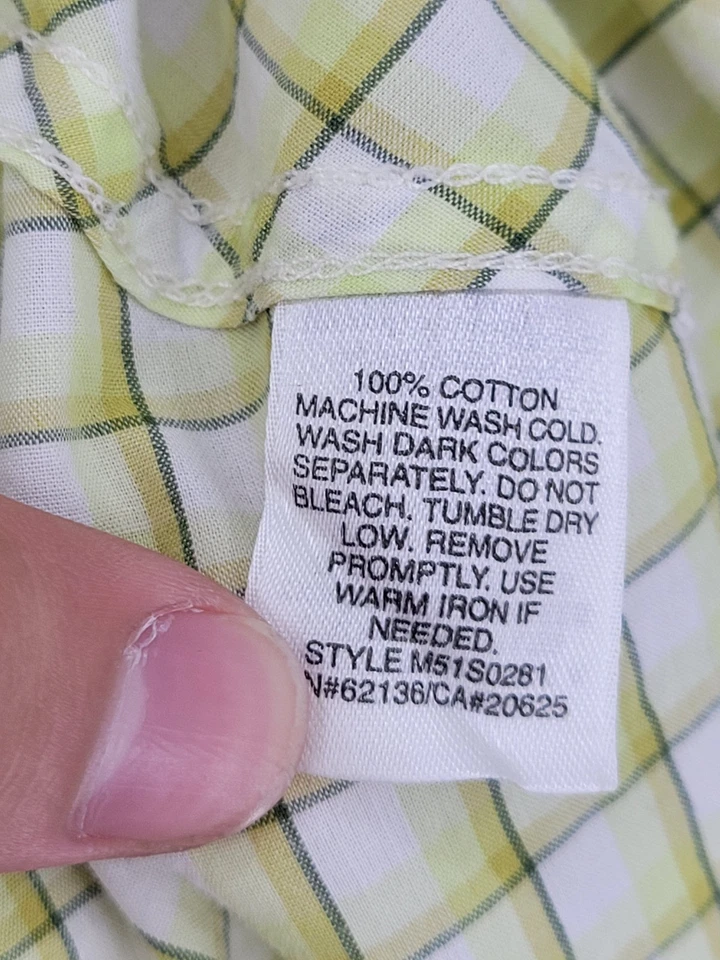 100% COTTON
MACHINE WASH COLD.
WASH DARK COLORS
SEPARATELY. DO NOT
BLEACH. TUMBLE DRY
LOW. REMOVE
PROMPTLY. USE
WARM IRON IF
NEEDED.
STYLE M51S0281
N#62136/CA#20625